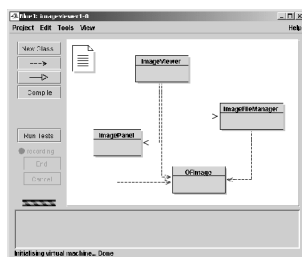 BlueJ: imageviewer1-0
Project Edit Tools View Help
New Class...
--->
Compile
ImageViewer
ImageFileManager
Run Tests
recording
End
Cancel
ImagePanel
OFImage
Initialising virtual machine... Done